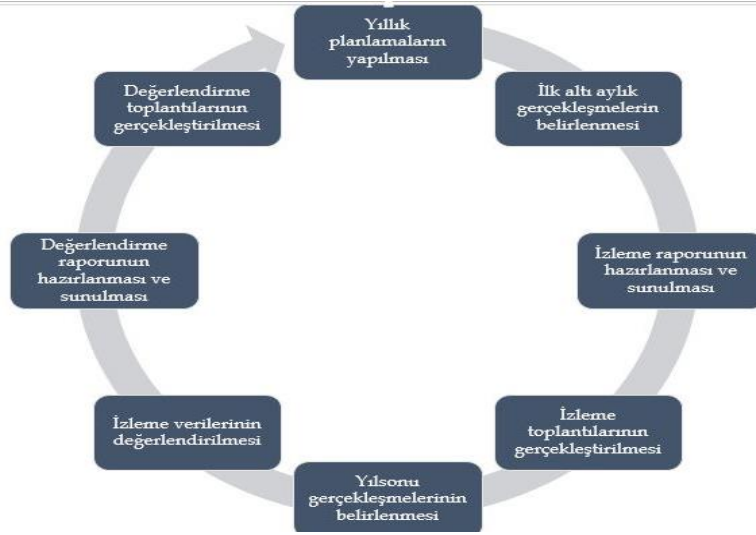 Yıllık
planlamaların
yapılması
İlk altı aylık
gerçekleşmelerin
belirlenmesi
İzleme raporunun
hazırlanması ve
sunulması
İzleme
toplantılarının
gerçekleştirilmesi
Yılsonu
gerçekleşmelerinin
belirlenmesi
İzleme verilerinin
değerlendirilmesi
Değerlendirme
raporunun
hazırlanması ve
sunulması
Değerlendirme
toplantılarının
gerçekleştirilmesi